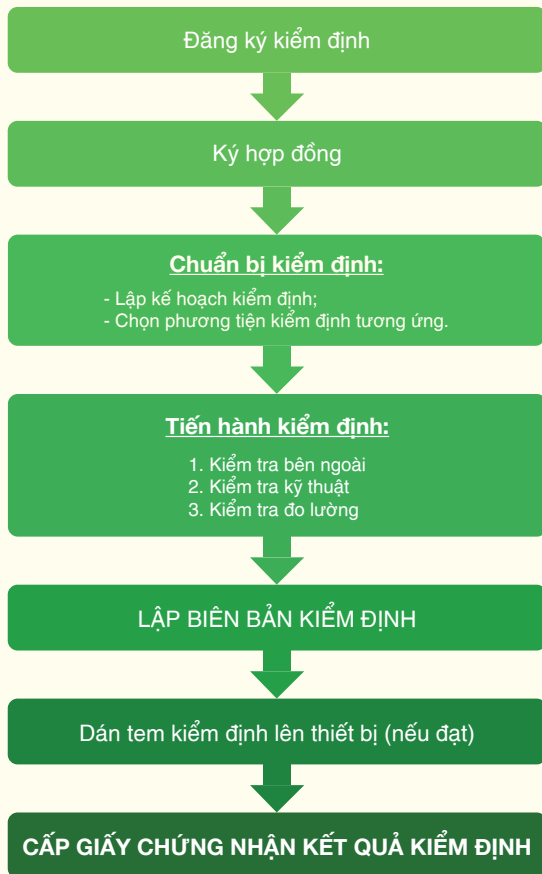 Đăng ký kiểm định
Ký hợp đồng
Chuẩn bị kiểm định:
- Lập kế hoạch kiểm định;
- Chọn phương tiện kiểm định tương ứng.
Tiến hành kiểm định:
1. Kiểm tra bên ngoài
2. Kiểm tra kỹ thuật
3. Kiểm tra đo lường
LẬP BIÊN BẢN KIỂM ĐỊNH
Dán tem kiểm định lên thiết bị (nếu đạt)
CẤP GIẤY CHỨNG NHẬN KẾT QUẢ KIỂM ĐỊNH